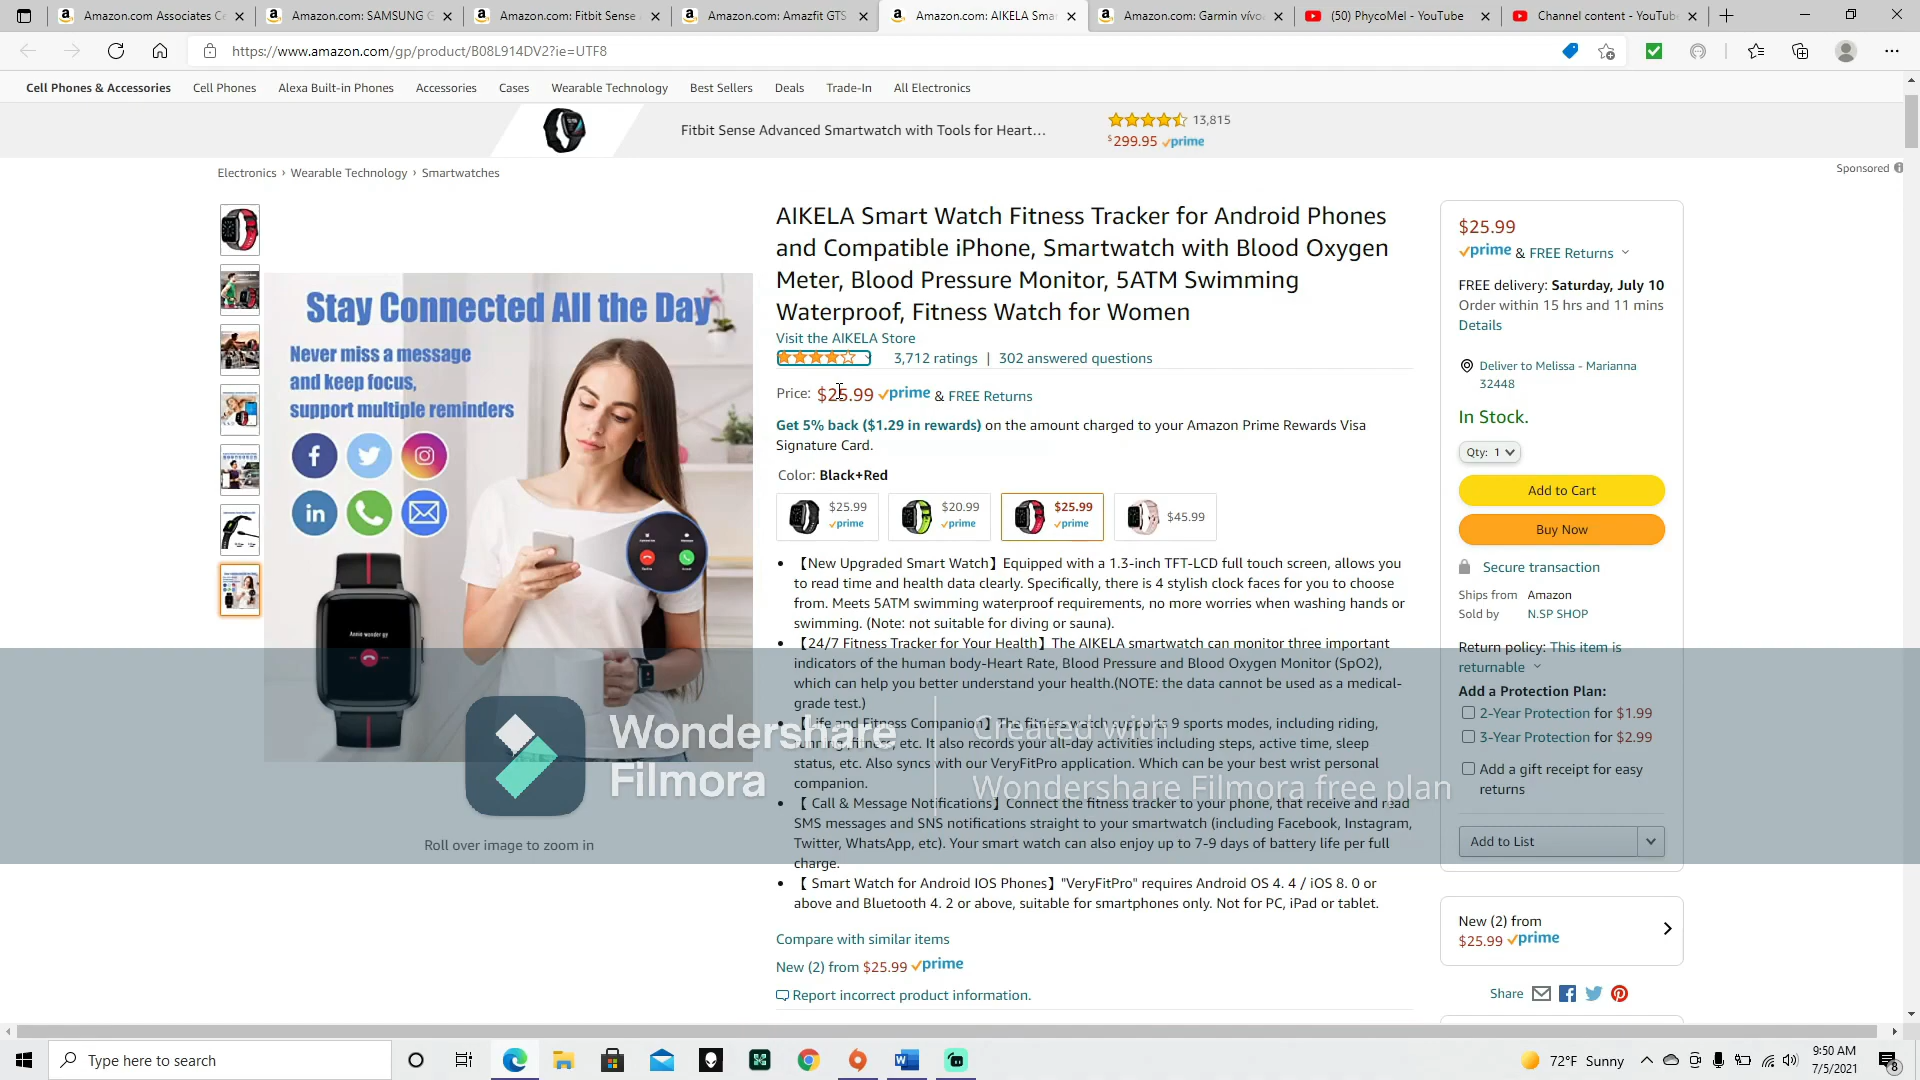 Amazon.com Associates Ce
Amazon.com: SAMSUNG G
Amazon.com: Fitbit Sense
Amazon.com: Amazfit GTS
Amazon.com: AIKELA Smar
Amazon.com: Garmin vívo
(50) PhycoMel - YouTube
Channel content - YouTub
https://www.amazon.com/gp/product/B08L914DV2?ie=UTF8
Cell Phones & Accessories Cell Phones Alexa Built-in Phones Accessories Cases Wearable Technology Best Sellers Deals Trade-In All Electronics
Fitbit Sense Advanced Smartwatch with Tools for Heart…
13,815
$299.95 prime
Sponsored
Electronics › Wearable Technology › Smartwatches
AIKELA Smart Watch Fitness Tracker for Android Phones
and Compatible iPhone, Smartwatch with Blood Oxygen
Meter, Blood Pressure Monitor, 5ATM Swimming
Waterproof, Fitness Watch for Women
Visit the AIKELA Store
3,712 ratings | 302 answered questions
Price: $25.99 prime & FREE Returns
Get 5% back ($1.29 in rewards) on the amount charged to your Amazon Prime Rewards Visa
Signature Card.
Color: Black+Red
$25.99 prime
$20.99 prime
$25.99 prime
$45.99
Stay Connected All the Day
Never miss a message
and keep focus,
support multiple reminders
Annie wonder gy
• 【New Upgraded Smart Watch】Equipped with a 1.3-inch TFT-LCD full touch screen, allows you
to read time and health data clearly. Specifically, there is 4 stylish clock faces for you to choose
from. Meets 5ATM swimming waterproof requirements, no more worries when washing hands or
swimming. (Note: not suitable for diving or sauna).
• 【24/7 Fitness Tracker for Your Health】The AIKELA smartwatch can monitor three important
indicators of the human body-Heart Rate, Blood Pressure and Blood Oxygen Monitor (SpO2),
which can help you better understand your health.(NOTE: the data cannot be used as a medical-
grade test.)
• 【Life and Fitness Companion】The fitness watch supports 9 sports modes, including riding,
running, fitness, etc. It also records your all-day activities including steps, active time, sleep
status, etc. Also syncs with our VeryFitPro application. Which can be your best wrist personal
companion.
• 【 Call & Message Notifications】Connect the fitness tracker to your phone, that receive and read
SMS messages and SNS notifications straight to your smartwatch (including Facebook, Instagram,
Twitter, WhatsApp, etc). Your smart watch can also enjoy up to 7-9 days of battery life per full
charge.
• 【 Smart Watch for Android IOS Phones】"VeryFitPro" requires Android OS 4. 4 / iOS 8. 0 or
above and Bluetooth 4. 2 or above, suitable for smartphones only. Not for PC, iPad or tablet.
Compare with similar items
New (2) from $25.99 prime
Report incorrect product information.
Roll over image to zoom in
Wondershare
Filmora
Created with
Wondershare Filmora free plan
$25.99
prime & FREE Returns
FREE delivery: Saturday, July 10
Order within 15 hrs and 11 mins
Details
Deliver to Melissa - Marianna
32448
In Stock.
Qty: 1
Add to Cart
Buy Now
Secure transaction
Ships from Amazon
Sold by N.SP SHOP
Return policy: This item is
returnable
Add a Protection Plan:
2-Year Protection for $1.99
3-Year Protection for $2.99
Add a gift receipt for easy
returns
Add to List
New (2) from
$25.99 prime
Share
Type here to search
72°F Sunny
9:50 AM
7/5/2021
8